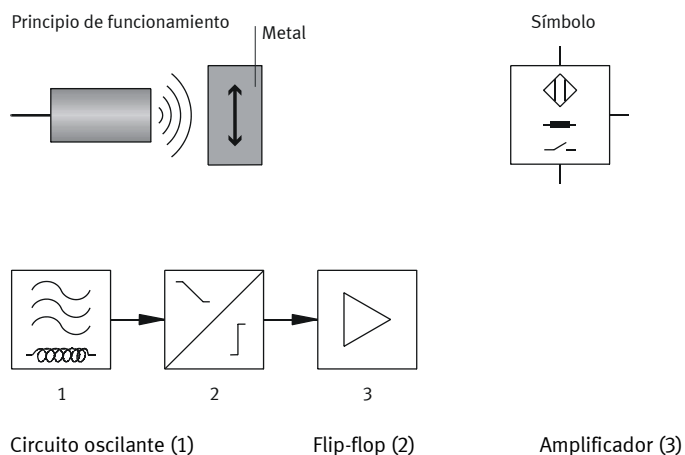 Principio de funcionamiento
Metal
Símbolo
1
2
3
Circuito oscilante (1)
Flip-flop (2)
Amplificador (3)